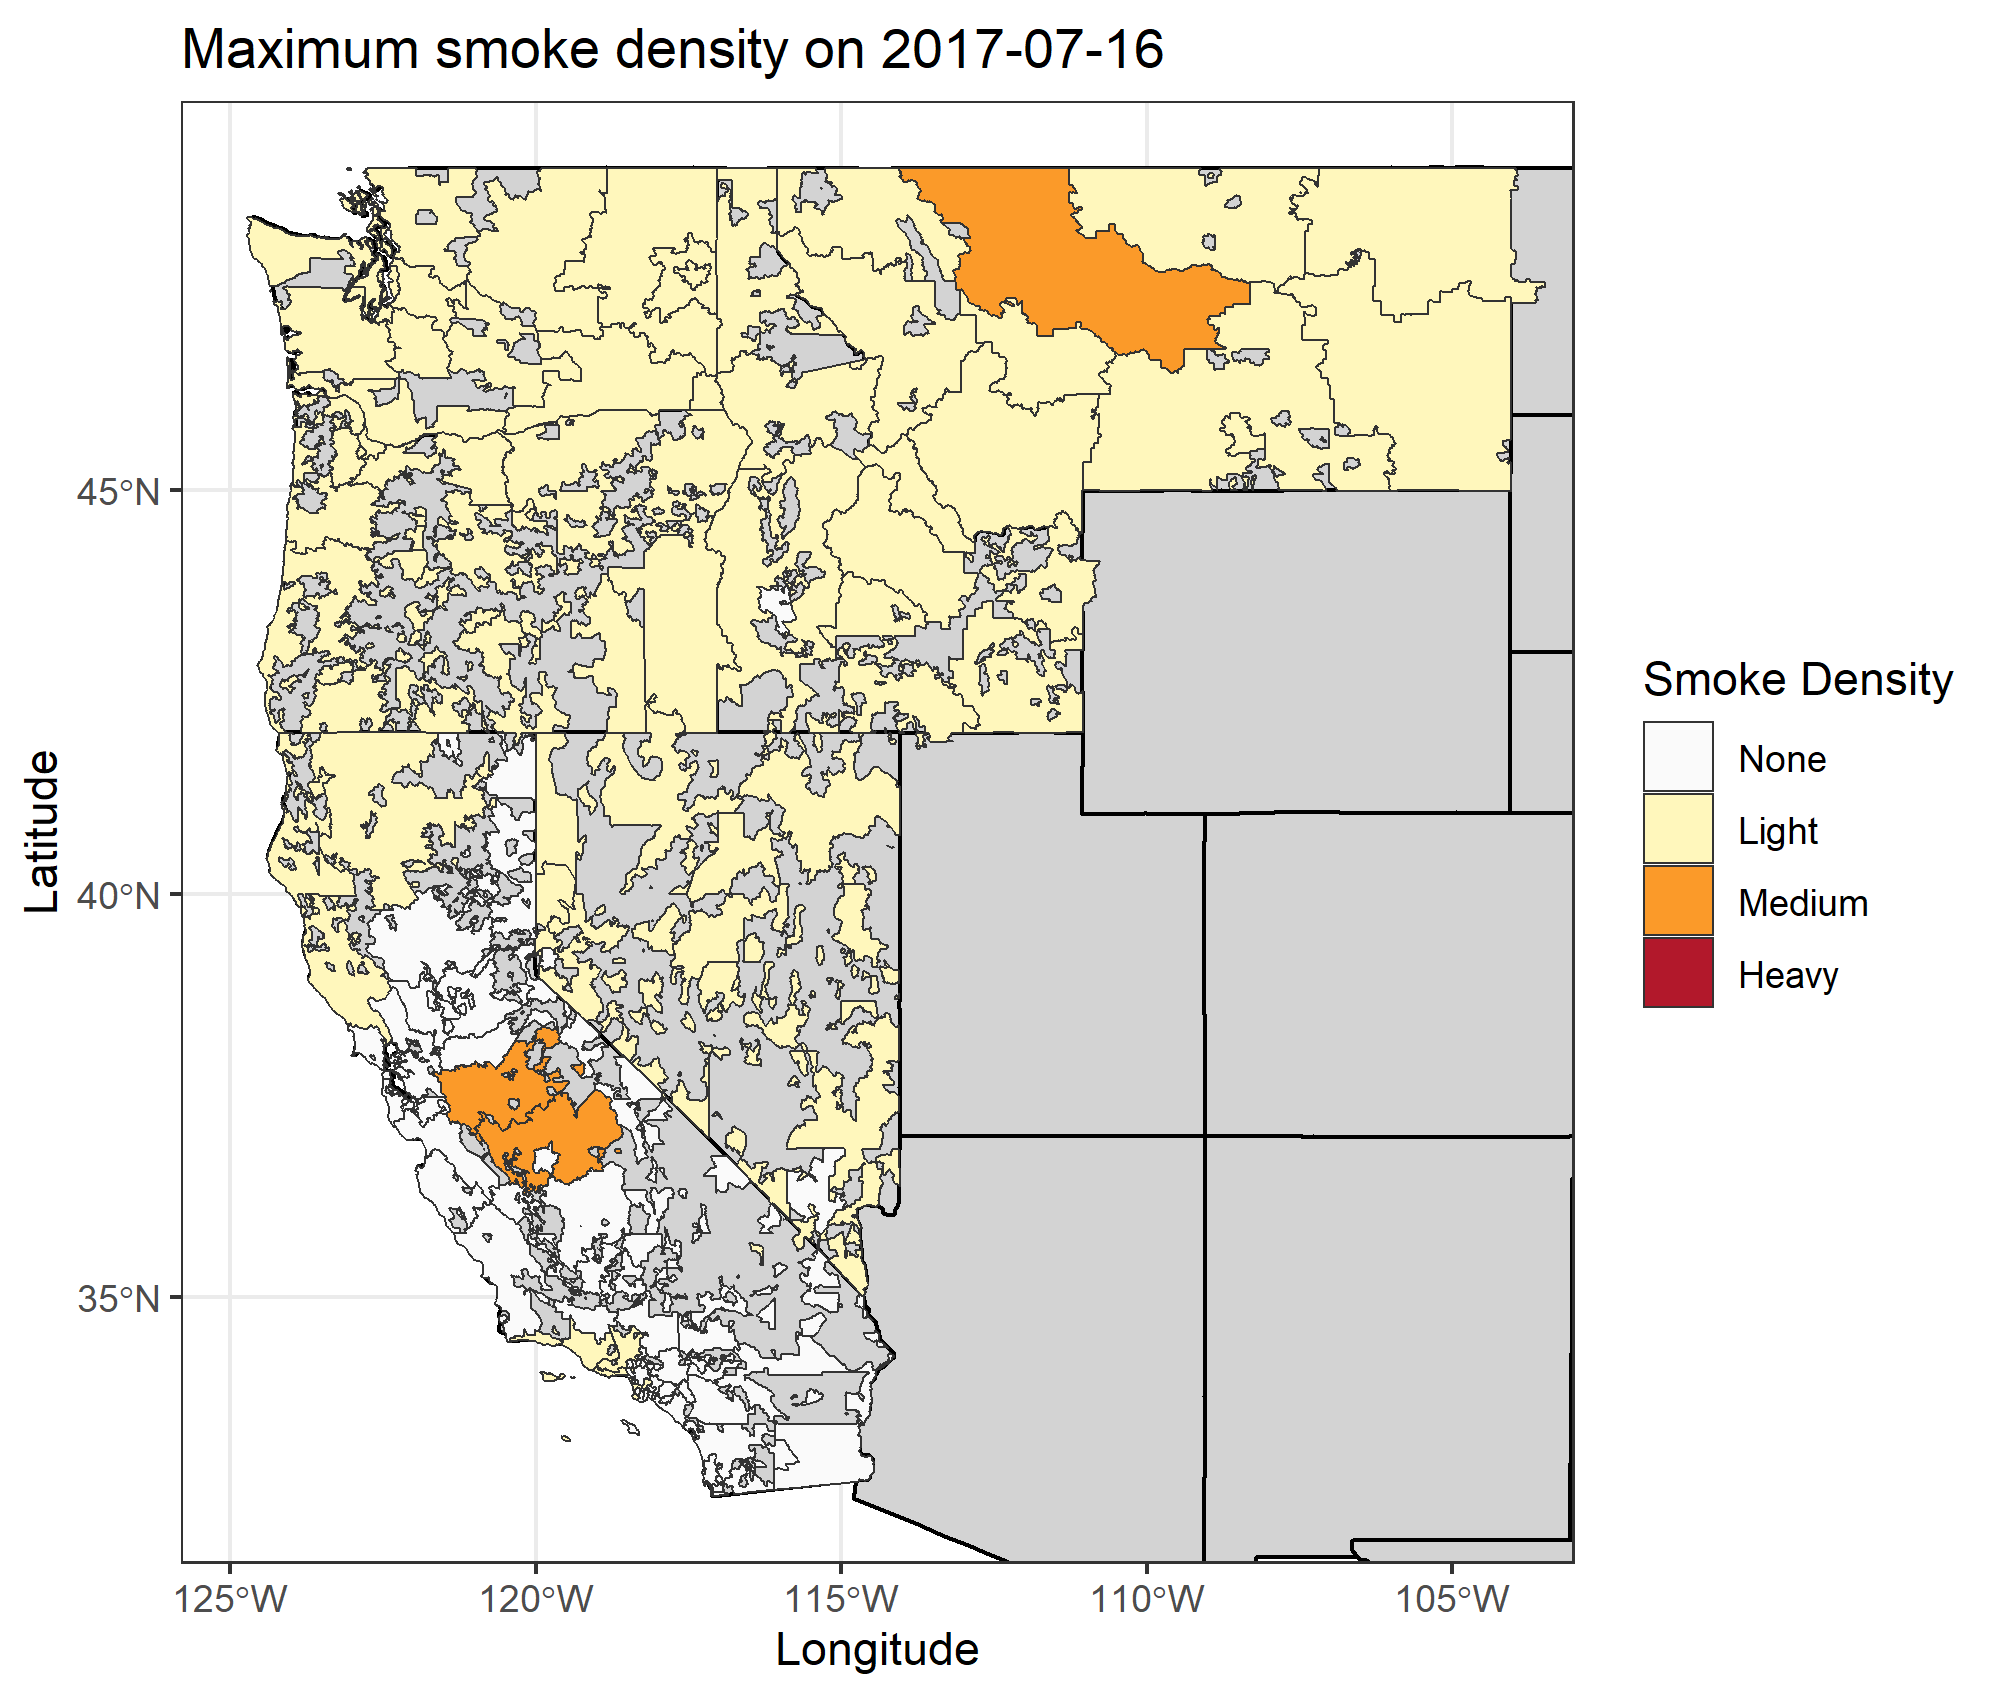 Maximum smoke density on 2017-07-16
45°N
40°N
35°N
Latitude
125°W
120°W
115°W
110°W
105°W
Longitude
Smoke Density
None
Light
Medium
Heavy